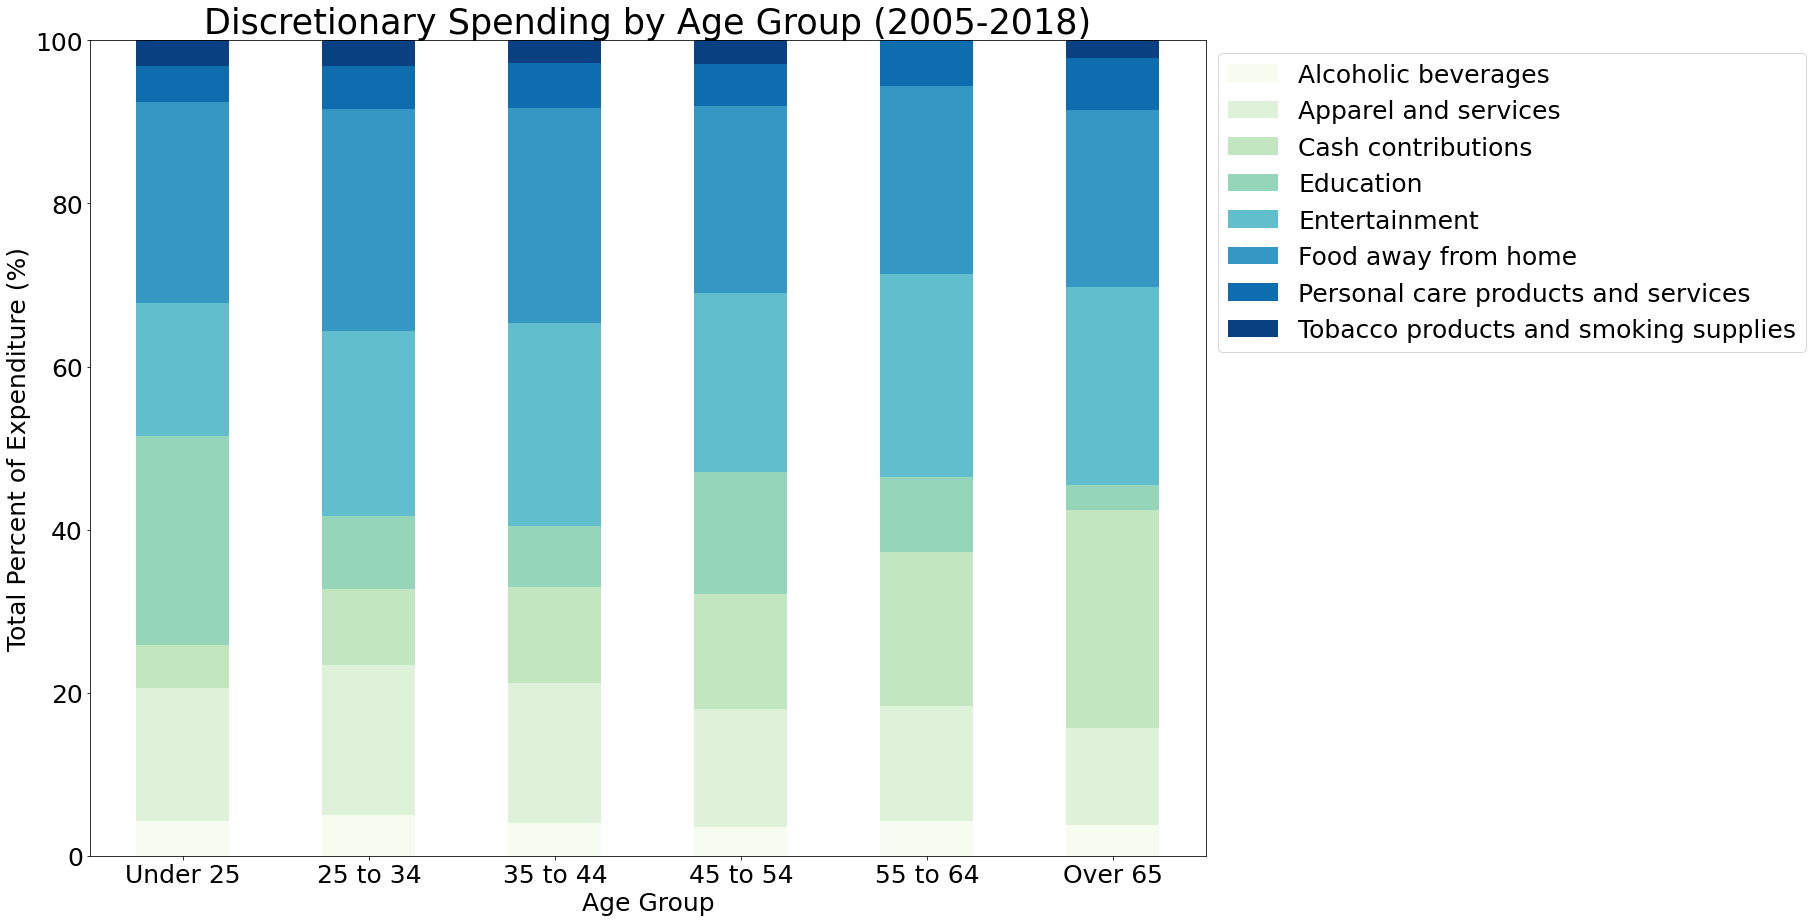 Discretionary Spending by Age Group (2005-2018)
Total Percent of Expenditure (%)
100
80
60
40
20
0
Under 25
25 to 34
35 to 44
45 to 54
55 to 64
Over 65
Age Group
Alcoholic beverages
Apparel and services
Cash contributions
Education
Entertainment
Food away from home
Personal care products and services
Tobacco products and smoking supplies